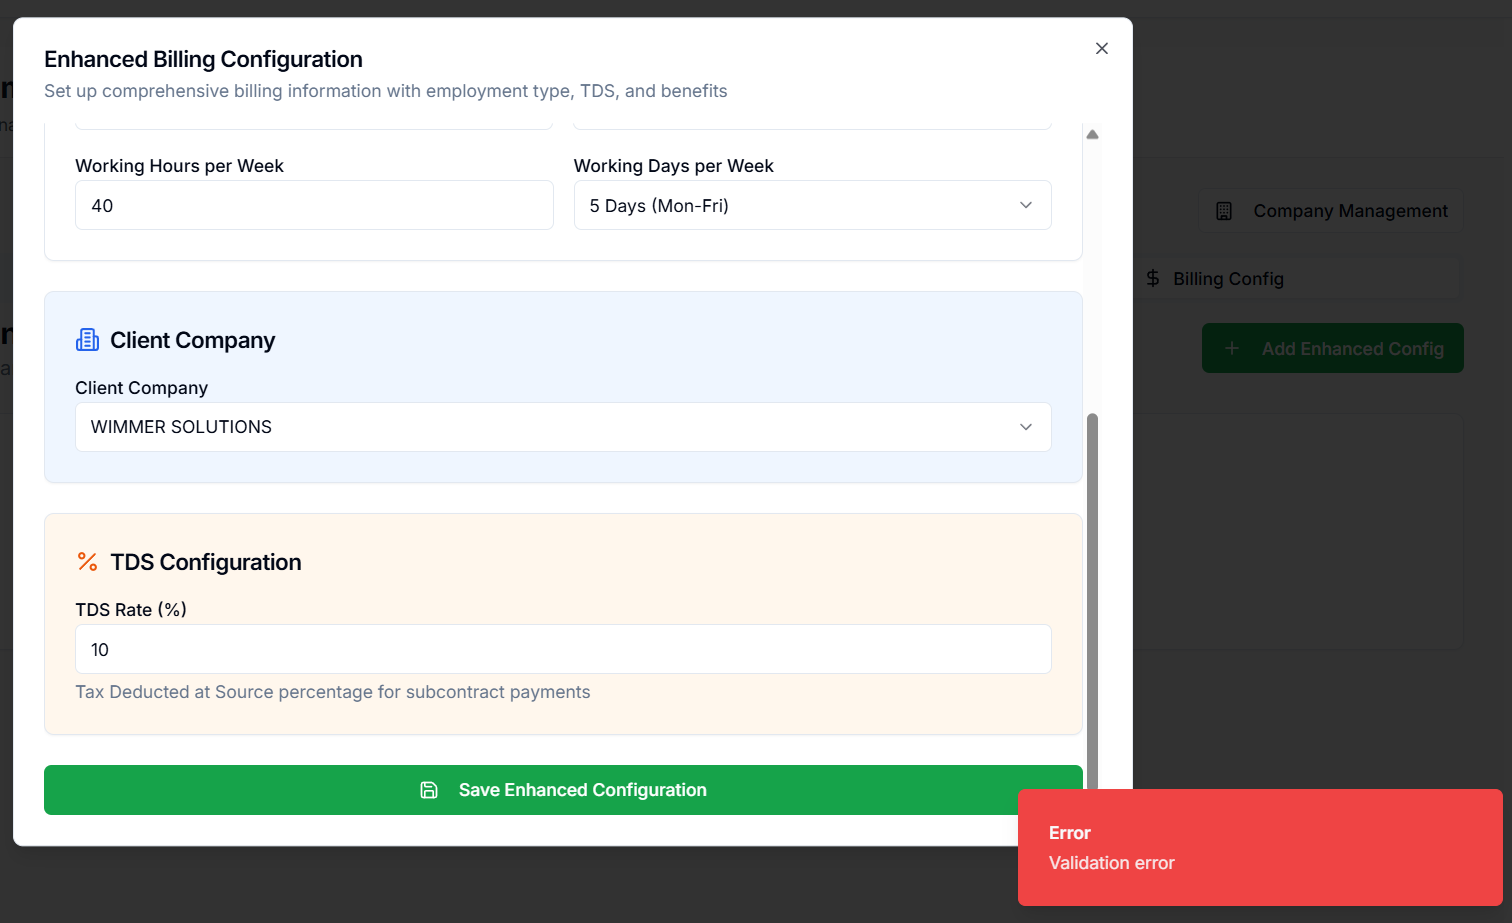 Enhanced Billing Configuration
Set up comprehensive billing information with employment type, TDS, and benefits
Working Hours per Week
Working Days per Week
40
5 Days (Mon-Fri)
Company Management
$ Billing Config
Client Company
+ Add Enhanced Config
Client Company
WIMMER SOLUTIONS
% TDS Configuration
TDS Rate (%)
10
Tax Deducted at Source percentage for subcontract payments
Save Enhanced Configuration
Error
Validation error